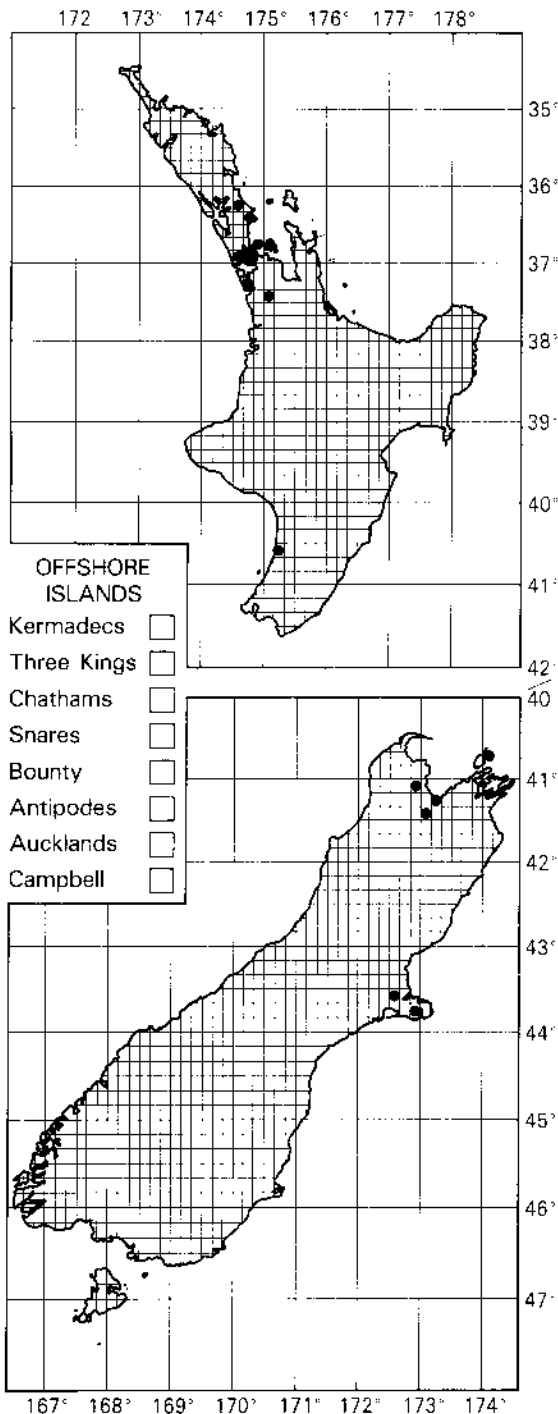 172 173° 174° 175° 176° 177° 178°
35°
36°
37°
38°
39°
40°
41°
42°
OFFSHORE
ISLANDS
Kermadecs
Three Kings
Chathams
Snares
Bounty
Antipodes
Aucklands
Campbell
40
41°
42°
43°
44°
45°
46°
47°
167° 168° 169° 170° 171° 172° 173° 174°